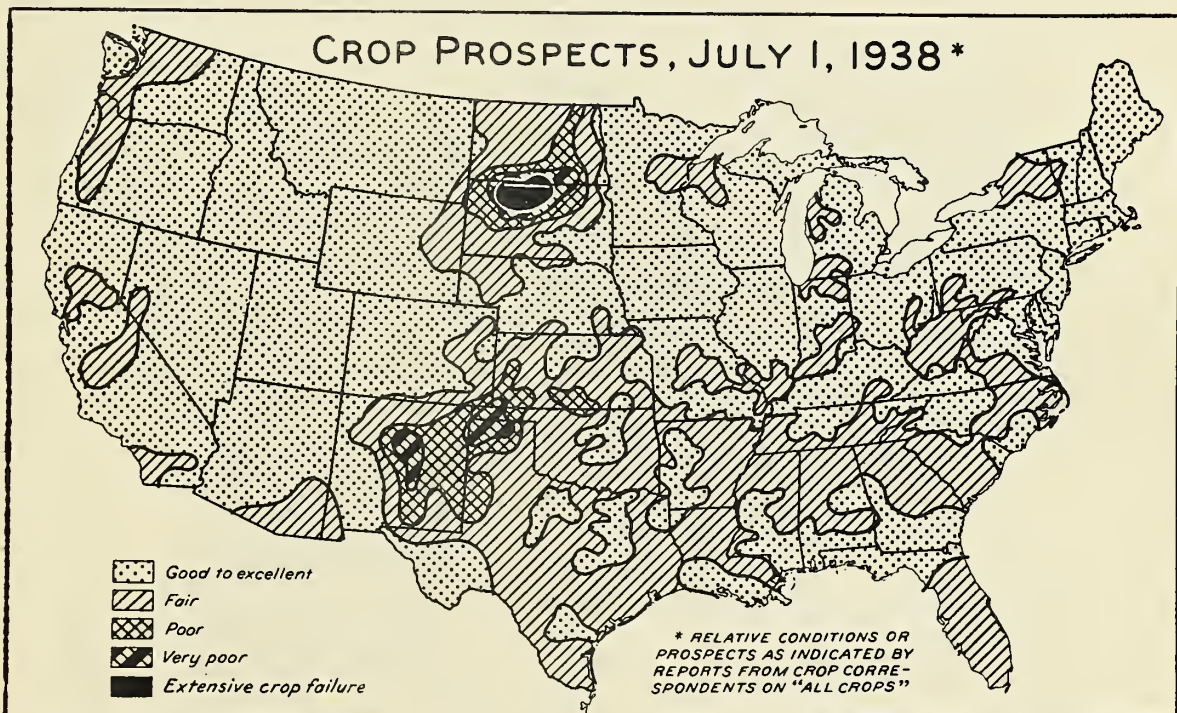 CROP PROSPECTS, JULY 1, 1938*
Good to excellent
Fair
Poor
Very poor
Extensive crop failure
* RELATIVE CONDITIONS OR
PROSPECTS AS INDICATED BY
REPORTS FROM CROP CORRE-
SPONDENTS ON "ALL CROPS"